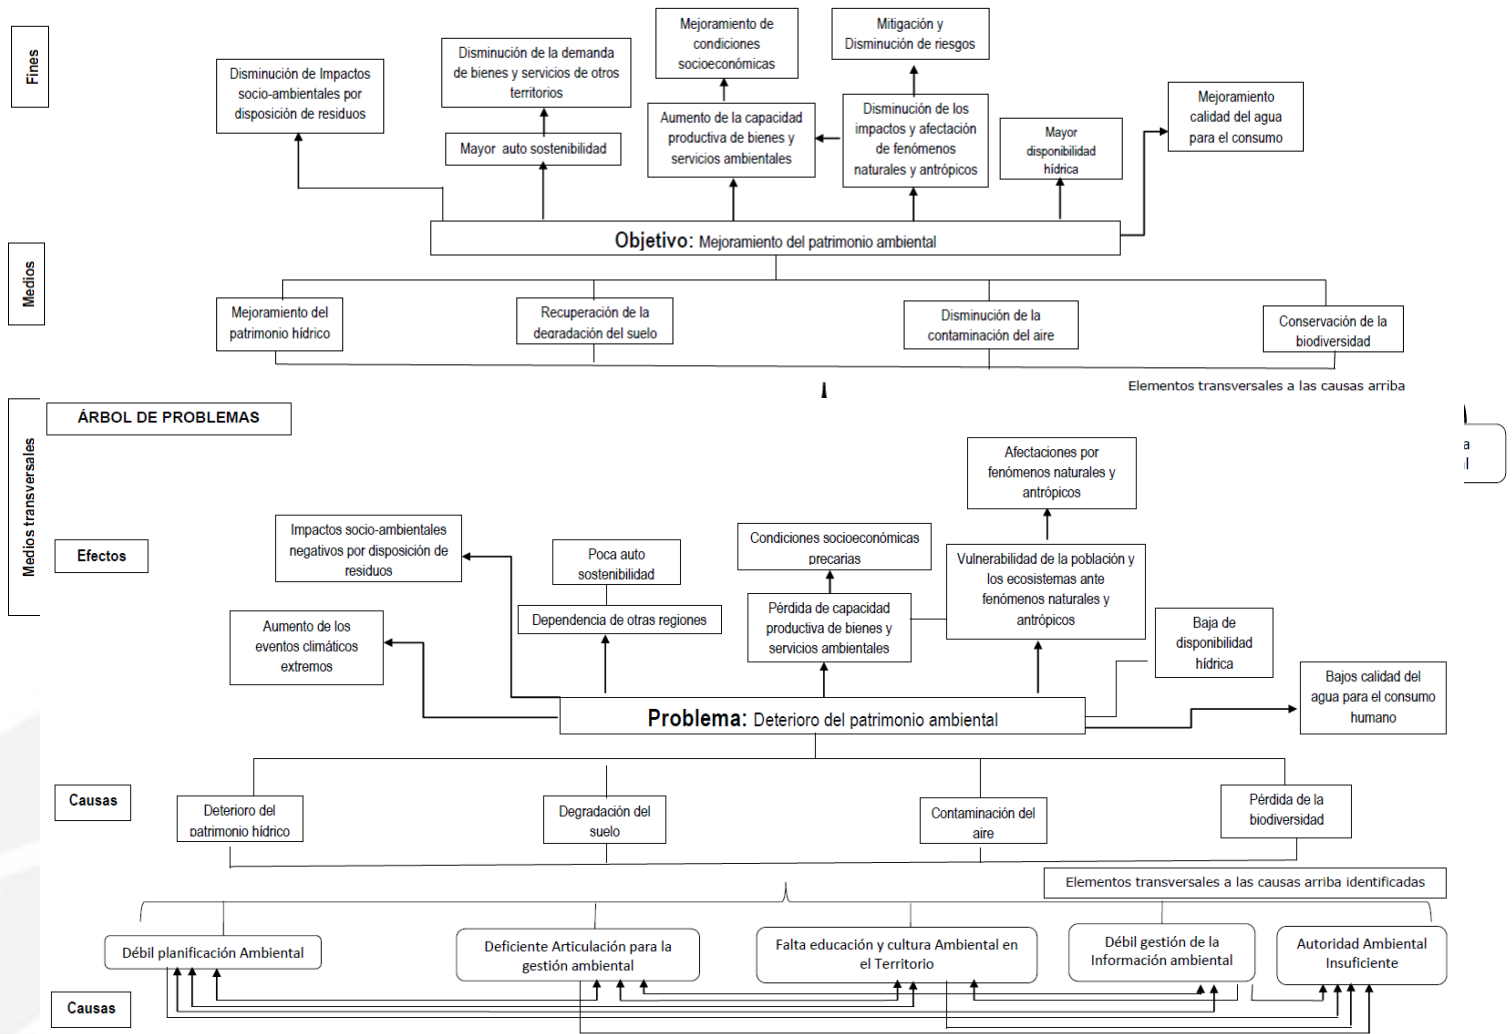 Fines
Disminución de Impactos
socio-ambientales por
disposición de residuos
Disminución de la demanda
de bienes y servicios de otros
territorios
Mayor auto sostenibilidad
Mejoramiento de
condiciones
socioeconómicas
Aumento de la capacidad
productiva de bienes y
servicios ambientales
Mitigación y
Disminución de riesgos
Disminución de los
impactos y afectación
de fenómenos
naturales y antrópicos
Mayor
disponibilidad
hídrica
Mejoramiento
calidad del agua
para el consumo
Objetivo: Mejoramiento del patrimonio ambiental
Medios
Mejoramiento del
patrimonio hídrico
Recuperación de la
degradación del suelo
Disminución de la
contaminación del aire
Conservación de la
biodiversidad
Elementos transversales a las causas arriba
Medios transversales
ÁRBOL DE PROBLEMAS
a
Efectos
Impactos socio-ambientales
negativos por disposición de
residuos
Aumento de los
eventos climáticos
extremos
Poca auto
sostenibilidad
Dependencia de otras regiones
Condiciones socioeconómicas
precarias
Pérdida de capacidad
productiva de bienes y
servicios ambientales
Afectaciones por
fenómenos naturales y
antrópicos
Vulnerabilidad de la población y
los ecosistemas ante
fenómenos naturales y
antrópicos
Baja de
disponibilidad
hídrica
Bajos calidad del
agua para el consumo
humano
Problema: Deterioro del patrimonio ambiental
Causas
Deterioro del
patrimonio hídrico
Degradación del
suelo
Contaminación del
aire
Pérdida de la
biodiversidad
Elementos transversales a las causas arriba identificadas
Débil planificación Ambiental
Deficiente Articulación para la
gestión ambiental
Falta educación y cultura Ambiental en
el Territorio
Débil gestión de la
Información ambiental
Autoridad Ambiental
Insuficiente
Causas